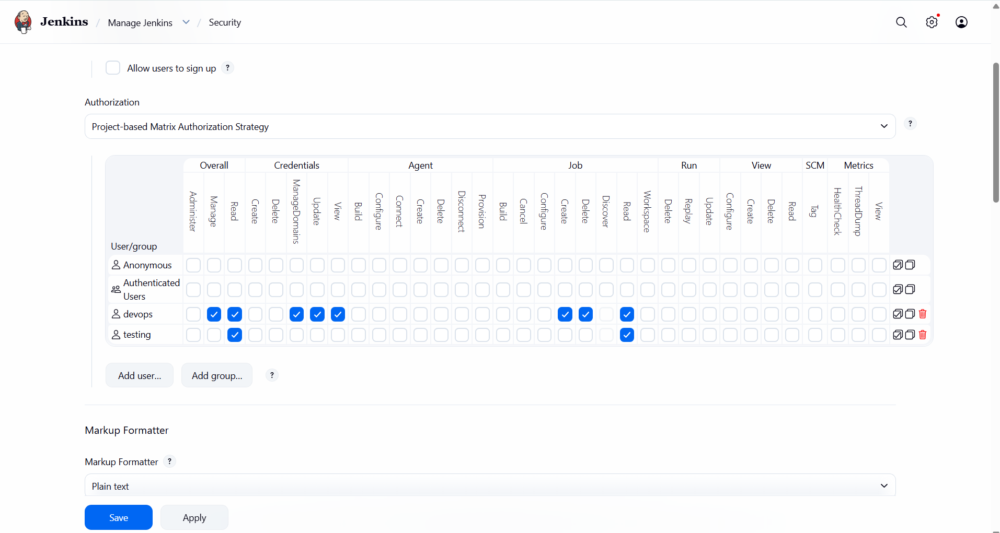 Jenkins / Manage Jenkins / Security
Allow users to sign up ?
Authorization
Project-based Matrix Authorization Strategy ?
Overall Credentials Agent Job Run View SCM Metrics
User/group Administer Manage Read Create Delete ManageDomains Update View Build Configure Connect Create Delete Disconnect Provision Build Cancel Configure Create Delete Discover Read Workspace Delete Replay Update Configure Create Delete Read Tag HealthCheck ThreadDump View
Anonymous
Authenticated
Users
devops
testing
Add user... Add group... ?
Markup Formatter
Markup Formatter ?
Plain text
Save Apply